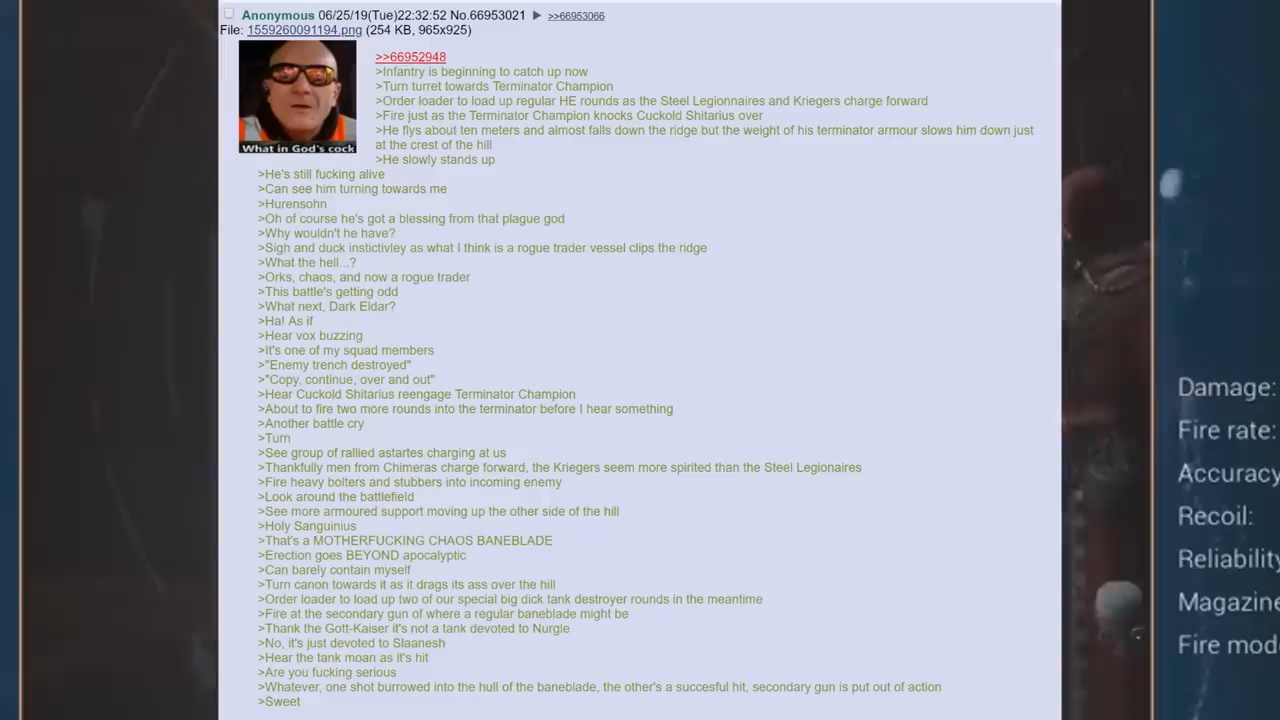 Anonymous 06/25/19(Tue)22:32:52 No.66953021 ▶ >>66953066
File: 1559260091194.png (254 KB, 965x925)
What in God's cock
>>66952948
>Infantry is beginning to catch up now
>Turn turret towards Terminator Champion
>Order loader to load up regular HE rounds as the Steel Legionnaires and Kriegers charge forward
>Fire just as the Terminator Champion knocks Cuckold Shitarius over
>He flys about ten meters and almost falls down the ridge but the weight of his terminator armour slows him down just
at the crest of the hill
>He slowly stands up
>He's still fucking alive
>Can see him turning towards me
>Hurensohn
>Oh of course he's got a blessing from that plague god
>Why wouldn't he have?
>Sigh and duck instictivley as what I think is a rogue trader vessel clips the ridge
>What the hell...?
>Orks, chaos, and now a rogue trader
>This battle's getting odd
>What next, Dark Eldar?
>Ha! As if
>Hear vox buzzing
>It's one of my squad members
>"Enemy trench destroyed"
>"Copy, continue, over and out"
>Hear Cuckold Shitarius reengage Terminator Champion
>About to fire two more rounds into the terminator before I hear something
>Another battle cry
>Turn
>See group of rallied astartes charging at us
>Thankfully men from Chimeras charge forward, the Kriegers seem more spirited than the Steel Legionaires
>Fire heavy bolters and stubbers into incoming enemy
>Look around the battlefield
>See more armoured support moving up the other side of the hill
>Holy Sanguinius
>That's a MOTHERFUCKING CHAOS BANEBLADE
>Erection goes BEYOND apocalyptic
>Can barely contain myself
>Turn canon towards it as it drags its ass over the hill
>Order loader to load up two of our special big dick tank destroyer rounds in the meantime
>Fire at the secondary gun of where a regular baneblade might be
>Thank the Gott-Kaiser it's not a tank devoted to Nurgle
>No, it's just devoted to Slaanesh
>Hear the tank moan as it's hit
>Are you fucking serious
>Whatever, one shot burrowed into the hull of the baneblade, the other's a succesful hit, secondary gun is put out of action
>Sweet
Damage:
Fire rate:
Accuracy
Recoil:
Reliability
Magazine
Fire mod